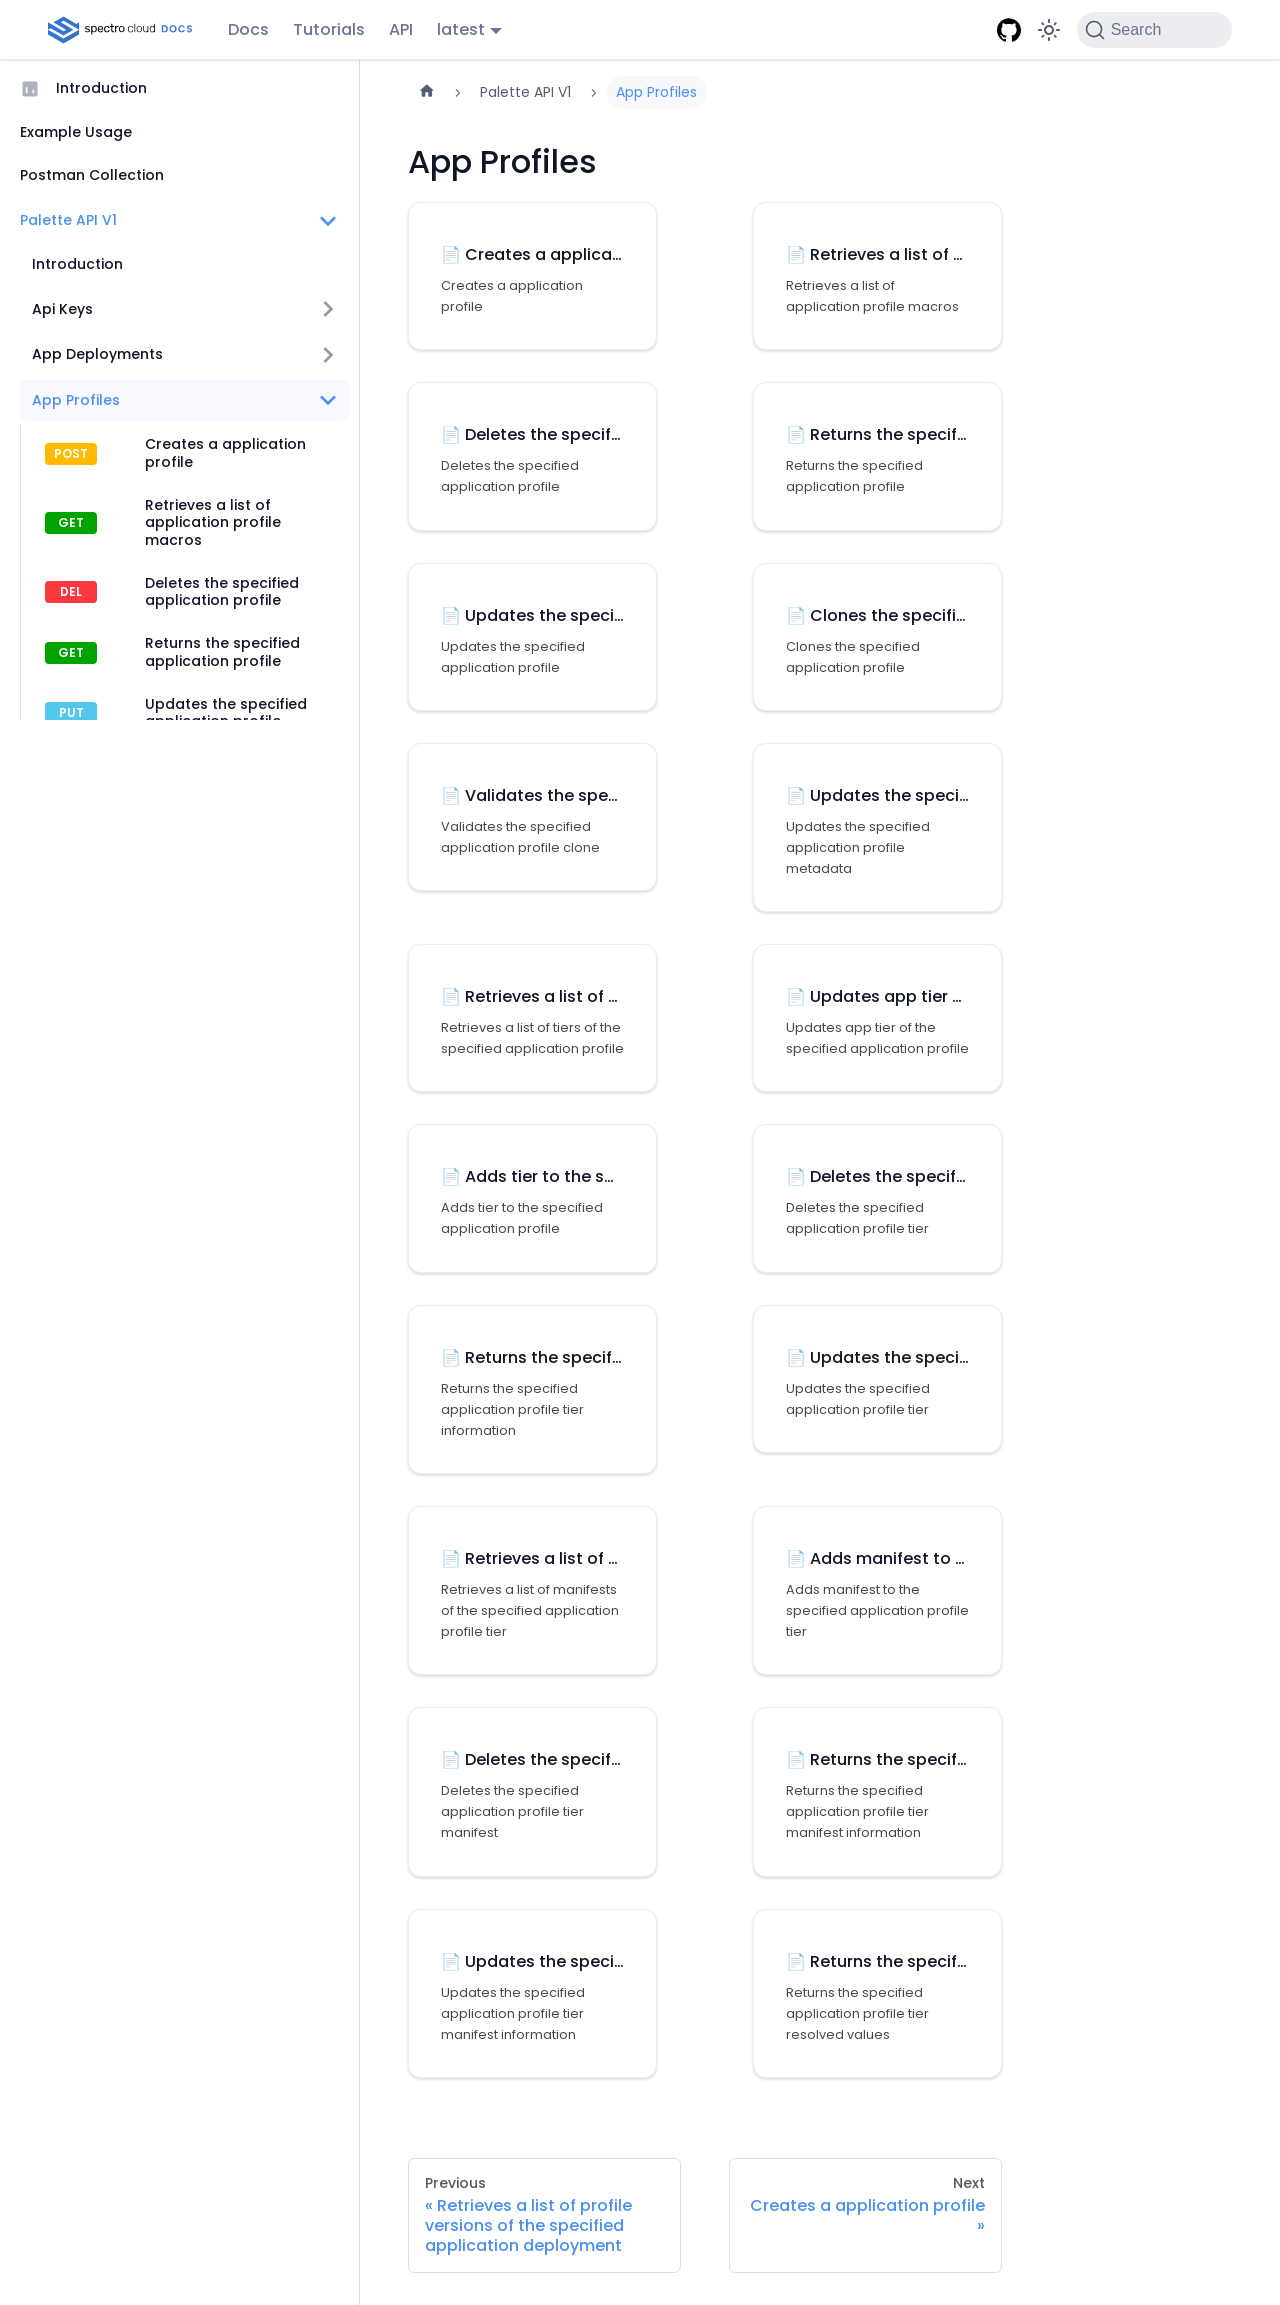 spectro cloud DOCS
Docs
Tutorials
API
latest
Search
Introduction
Example Usage
Postman Collection
Palette API V1
Introduction
Api Keys
App Deployments
App Profiles
POST
Creates a application
profile
GET
Retrieves a list of
application profile
macros
DEL
Deletes the specified
application profile
GET
Returns the specified
application profile
PUT
Updates the specified
application profile
Palette API V1
App Profiles
App Profiles
Creates a applica...
Creates a application
profile
Retrieves a list of ...
Retrieves a list of
application profile macros
Deletes the specif...
Deletes the specified
application profile
Returns the specif...
Returns the specified
application profile
Updates the speci...
Updates the specified
application profile
Clones the specifi...
Clones the specified
application profile
Validates the spe...
Validates the specified
application profile clone
Updates the speci...
Updates the specified
application profile
metadata
Retrieves a list of ...
Retrieves a list of tiers of the
specified application profile
Updates app tier ...
Updates app tier of the
specified application profile
Adds tier to the s...
Adds tier to the specified
application profile
Deletes the specif...
Deletes the specified
application profile tier
Returns the specif...
Returns the specified
application profile tier
information
Updates the speci...
Updates the specified
application profile tier
Retrieves a list of ...
Retrieves a list of manifests
of the specified application
profile tier
Adds manifest to ...
Adds manifest to the
specified application profile
tier
Deletes the specif...
Deletes the specified
application profile tier
manifest
Returns the specif...
Returns the specified
application profile tier
manifest information
Updates the speci...
Updates the specified
application profile tier
manifest information
Returns the specif...
Returns the specified
application profile tier
resolved values
Previous
« Retrieves a list of profile
versions of the specified
application deployment
Next
Creates a application profile
»